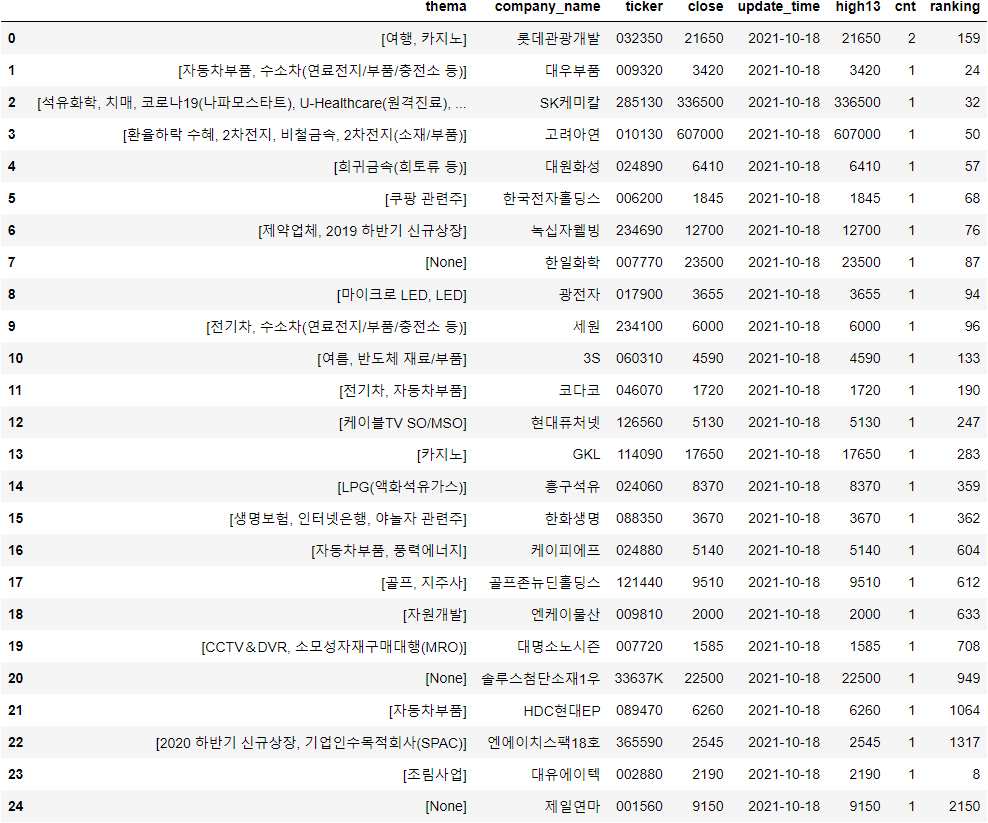 thema company_name ticker close update_time high13 cnt ranking
0 [여행, 카지노] 롯데관광개발 032350 21650 2021-10-18 21650 2 159
1 [자동차부품, 수소차(연료전지/부품/충전소 등)] 대우부품 009320 3420 2021-10-18 3420 1 24
2 [석유화학, 치매, 코로나19(나파모스타트), U-Healthcare(원격진료), ... SK케미칼 285130 336500 2021-10-18 336500 1 32
3 [환율하락 수혜, 2차전지, 비철금속, 2차전지(소재/부품)] 고려아연 010130 607000 2021-10-18 607000 1 50
4 [희귀금속(희토류 등)] 대원화성 024890 6410 2021-10-18 6410 1 57
5 [쿠팡 관련주] 한국전자홀딩스 006200 1845 2021-10-18 1845 1 68
6 [제약업체, 2019 하반기 신규상장] 녹십자웰빙 234690 12700 2021-10-18 12700 1 76
7 [None] 한일화학 007770 23500 2021-10-18 23500 1 87
8 [마이크로 LED, LED] 광전자 017900 3655 2021-10-18 3655 1 94
9 [전기차, 수소차(연료전지/부품/충전소 등)] 세원 234100 6000 2021-10-18 6000 1 96
10 [여름, 반도체 재료/부품] 3S 060310 4590 2021-10-18 4590 1 133
11 [전기차, 자동차부품] 코다코 046070 1720 2021-10-18 1720 1 190
12 [케이블TV SO/MSO] 현대퓨처넷 126560 5130 2021-10-18 5130 1 247
13 [카지노] GKL 114090 17650 2021-10-18 17650 1 283
14 [LPG(액화석유가스)] 흥구석유 024060 8370 2021-10-18 8370 1 359
15 [생명보험, 인터넷은행, 야놀자 관련주] 한화생명 088350 3670 2021-10-18 3670 1 362
16 [자동차부품, 풍력에너지] 케이피에프 024880 5140 2021-10-18 5140 1 604
17 [골프, 지주사] 골프존뉴딘홀딩스 121440 9510 2021-10-18 9510 1 612
18 [자원개발] 엔케이물산 009810 2000 2021-10-18 2000 1 633
19 [CCTV&DVR, 소모성자재구매대행(MRO)] 대명소노시즌 007720 1585 2021-10-18 1585 1 708
20 [None] 솔루스첨단소재1우 33637K 22500 2021-10-18 22500 1 949
21 [자동차부품] HDC현대EP 089470 6260 2021-10-18 6260 1 1064
22 [2020 하반기 신규상장, 기업인수목적회사(SPAC)] 엔에이치스팩18호 365590 2545 2021-10-18 2545 1 1317
23 [조림사업] 대유에이텍 002880 2190 2021-10-18 2190 1 8
24 [None] 제일연마 001560 9150 2021-10-18 9150 1 2150